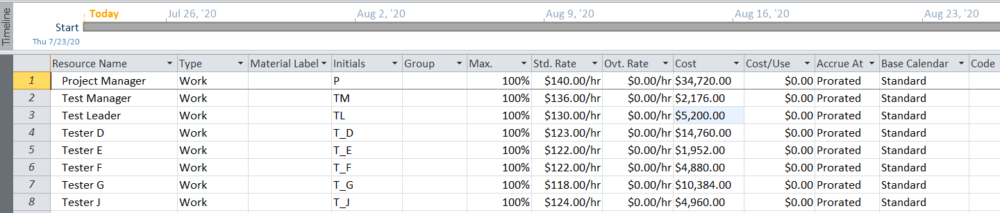 Timeline
Today Jul 26, '20 Aug 2, '20 Aug 9, '20 Aug 16, '20 Aug 23, '20
Start
Thu 7/23/20
Resource Name Type Material Label Initials Group Max. Std. Rate Ovt. Rate Cost Cost/Use Accrue At Base Calendar Code
1 Project Manager Work P 100% $140.00/hr $0.00/hr $34,720.00 $0.00 Prorated Standard
2 Test Manager Work TM 100% $136.00/hr $0.00/hr $2,176.00 $0.00 Prorated Standard
3 Test Leader Work TL 100% $130.00/hr $0.00/hr $5,200.00 $0.00 Prorated Standard
4 Tester D Work T_D 100% $123.00/hr $0.00/hr $14,760.00 $0.00 Prorated Standard
5 Tester E Work T_E 100% $122.00/hr $0.00/hr $1,952.00 $0.00 Prorated Standard
6 Tester F Work T_F 100% $122.00/hr $0.00/hr $4,880.00 $0.00 Prorated Standard
7 Tester G Work T_G 100% $118.00/hr $0.00/hr $10,384.00 $0.00 Prorated Standard
8 Tester J Work T_J 100% $124.00/hr $0.00/hr $4,960.00 $0.00 Prorated Standard